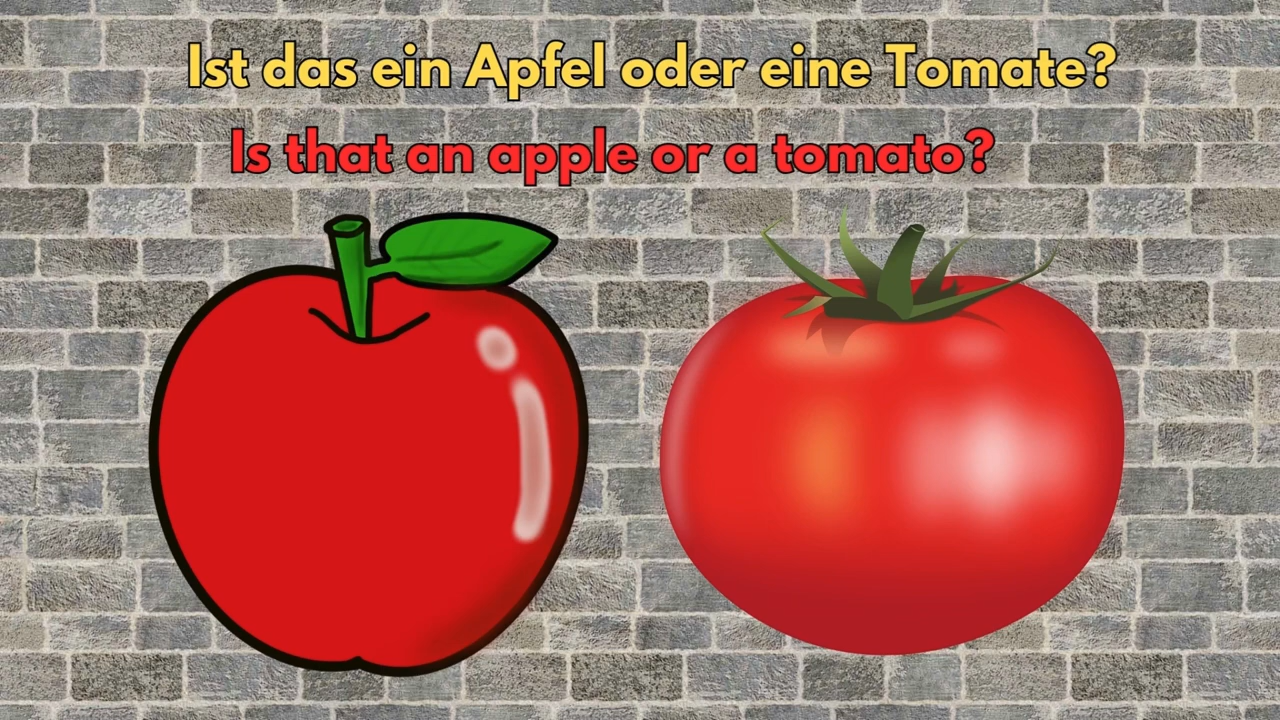 Ist das ein Apfel oder eine Tomate?
Is that an apple or a tomato?